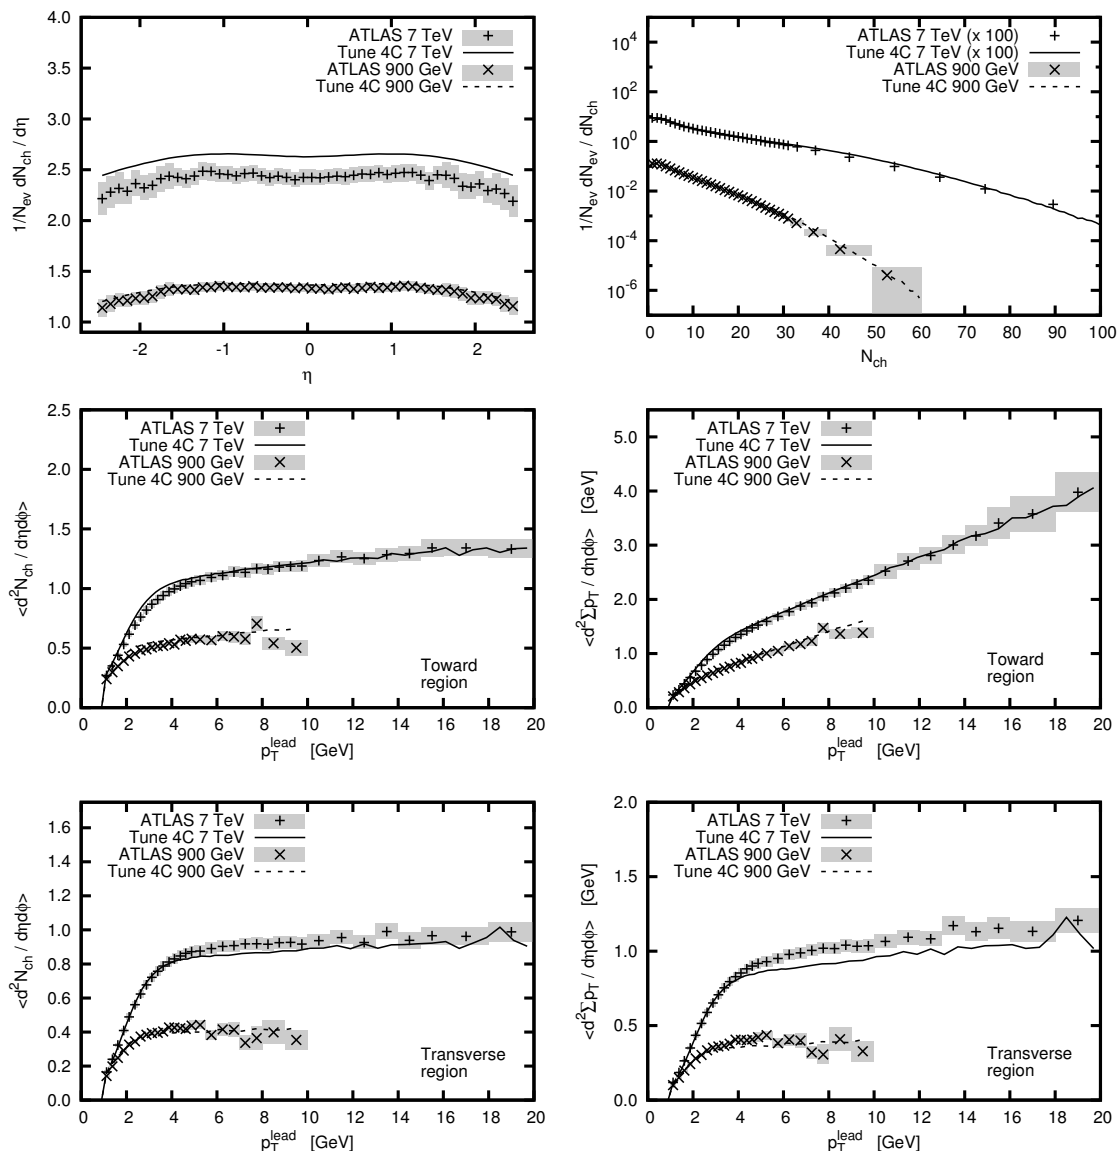 4.0
3.5
3.0
2.5
2.0
1.5
1.0
-2
-1
0
1
2
1/N_ev dN_ch / dη
η
ATLAS 7 TeV
Tune 4C 7 TeV
ATLAS 900 GeV
Tune 4C 900 GeV
10^4
10^2
10^0
10^-2
10^-4
10^-6
0
10
20
30
40
50
60
70
80
90
100
1/N_ev dN_ev / dN_ch
N_ch
ATLAS 7 TeV (x 100)
Tune 4C 7 TeV (x 100)
ATLAS 900 GeV
Tune 4C 900 GeV
2.5
2.0
1.5
1.0
0.5
0.0
0
2
4
6
8
10
12
14
16
18
20
<d^2N_ch / dηdϕ>
p_T^lead [GeV]
ATLAS 7 TeV
Tune 4C 7 TeV
ATLAS 900 GeV
Tune 4C 900 GeV
Toward
region
5.0
4.0
3.0
2.0
1.0
0.0
0
2
4
6
8
10
12
14
16
18
20
<d^2Σp_T / dηdϕ> [GeV]
p_T^lead [GeV]
ATLAS 7 TeV
Tune 4C 7 TeV
ATLAS 900 GeV
Tune 4C 900 GeV
Toward
region
1.6
1.4
1.2
1.0
0.8
0.6
0.4
0.2
0.0
0
2
4
6
8
10
12
14
16
18
20
<d^2N_ch / dηdϕ>
p_T^lead [GeV]
ATLAS 7 TeV
Tune 4C 7 TeV
ATLAS 900 GeV
Tune 4C 900 GeV
Transverse
region
2.0
1.5
1.0
0.5
0.0
0
2
4
6
8
10
12
14
16
18
20
<d^2Σp_T / dηdϕ> [GeV]
p_T^lead [GeV]
ATLAS 7 TeV
Tune 4C 7 TeV
ATLAS 900 GeV
Tune 4C 900 GeV
Transverse
region